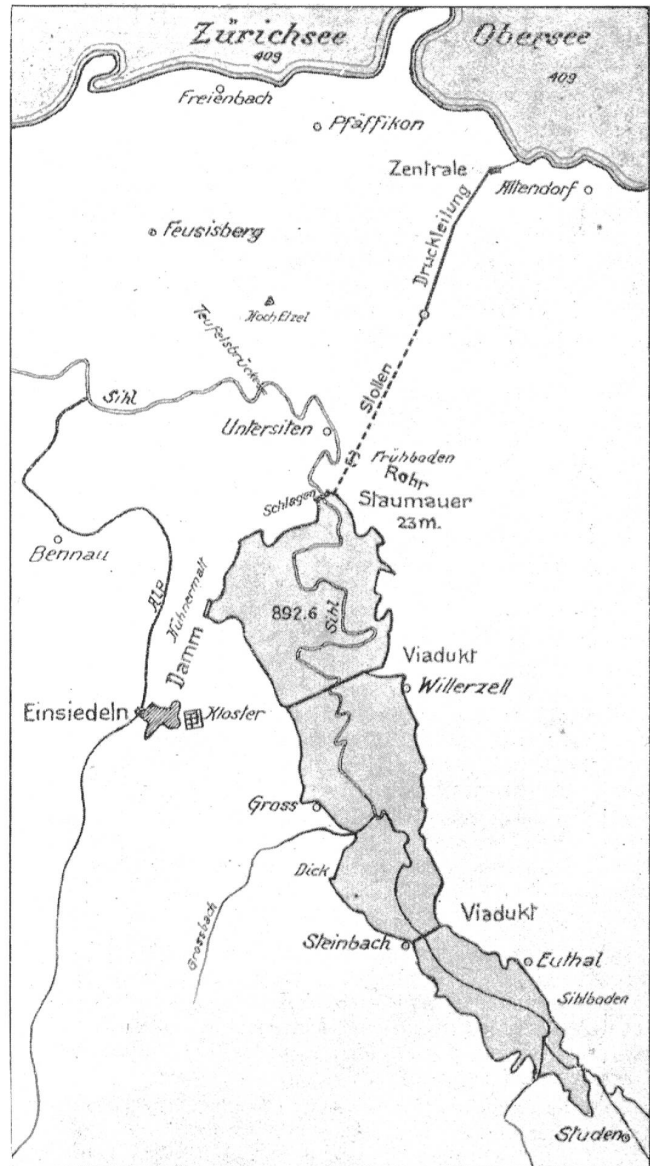 Zürichsee
409
Obersee
409
Freienbach
Pfäffikon
Zentrale
Altendorf
Druckleitung
Feusisberg
Hoch Etzel
Teufelsbrücke
Stollen
Sihl
Untersiten
Frühboden
Rohr
Schlagen
Staumauer
23 m.
Bennau
Alp
Hühnermatt
Damm
892.6
Sihl
Viadukt
Willerzell
Einsiedeln
Kloster
Gross
Dick
Grossbach
Viadukt
Steinbach
Euthal
Sihlboden
Studen